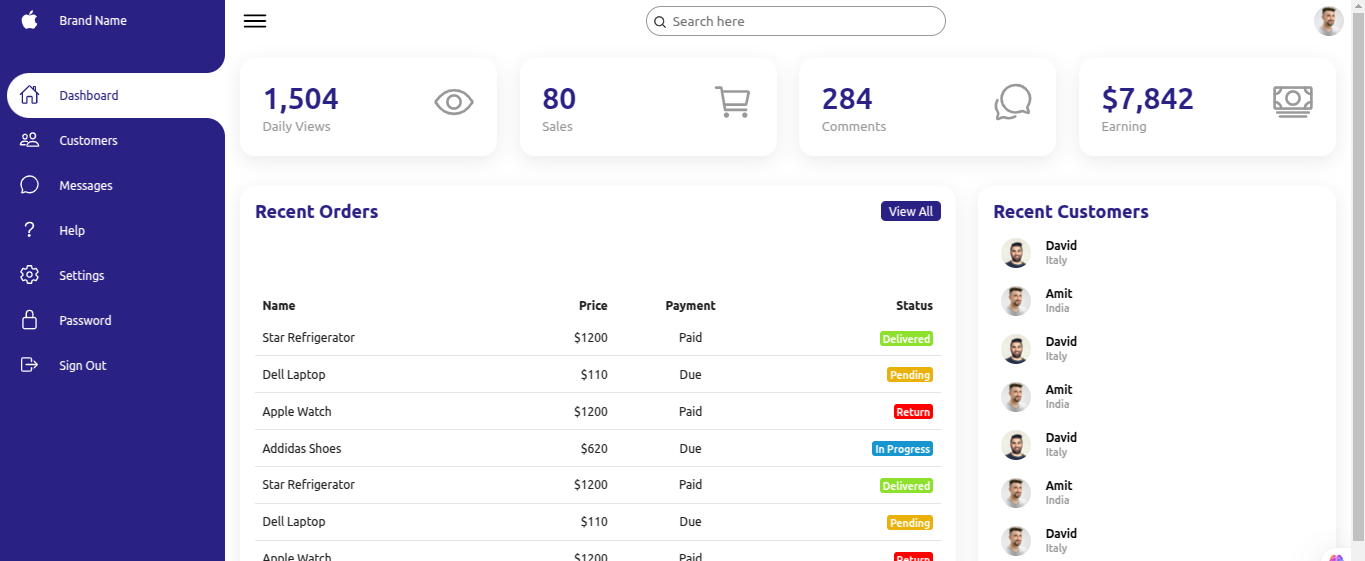 Brand Name
Search here
Dashboard
Customers
Messages
Help
Settings
Password
Sign Out
1,504
Daily Views
80
Sales
284
Comments
$7,842
Earning
Recent Orders
View All
Name Price Payment Status
Star Refrigerator $1200 Paid Delivered
Dell Laptop $110 Due Pending
Apple Watch $1200 Paid Return
Addidas Shoes $620 Due In Progress
Star Refrigerator $1200 Paid Delivered
Dell Laptop $110 Due Pending
Apple Watch $1200 Paid Return
Recent Customers
David
Italy
Amit
India
David
Italy
Amit
India
David
Italy
Amit
India
David
Italy